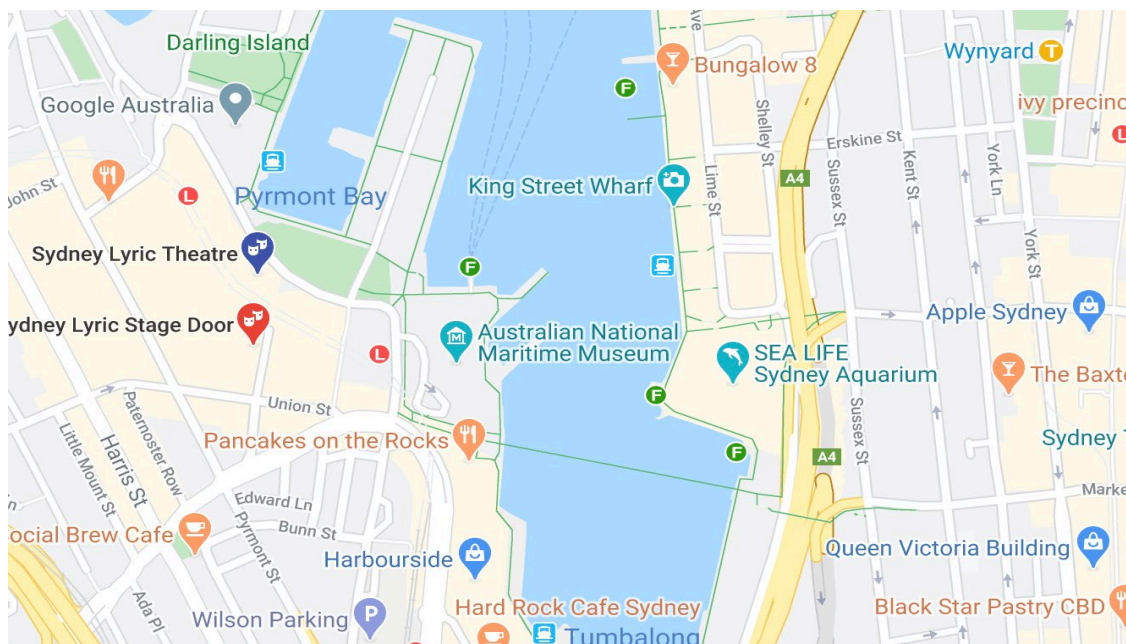 Darling Island
Google Australia
John St
Pyrmont Bay
Sydney Lyric Theatre
ydney Lyric Stage Door
Union St
Pancakes on the Rocks
Paternoster Row
Little Mount St
Harris St
Edward Ln
Bunn St
Pyrmont St
ocial Brew Cafe
Ada Pl
Harbourside
Wilson Parking
P
Hard Rock Cafe Sydney
Tumbalong
L
L
F
F
F
F
Australian National
Maritime Museum
M
King Street Wharf
Bungalow 8
Ave
Shelley St
Lime St
A4
SEA LIFE
Sydney Aquarium
A4
Wynyard
T
ivy precinc
L
Erskine St
Sussex St
Kent St
York Ln
York St
Apple Sydney
The Baxte
Sussex St
Sydney T
Marke
Queen Victoria Building
Black Star Pastry CBD